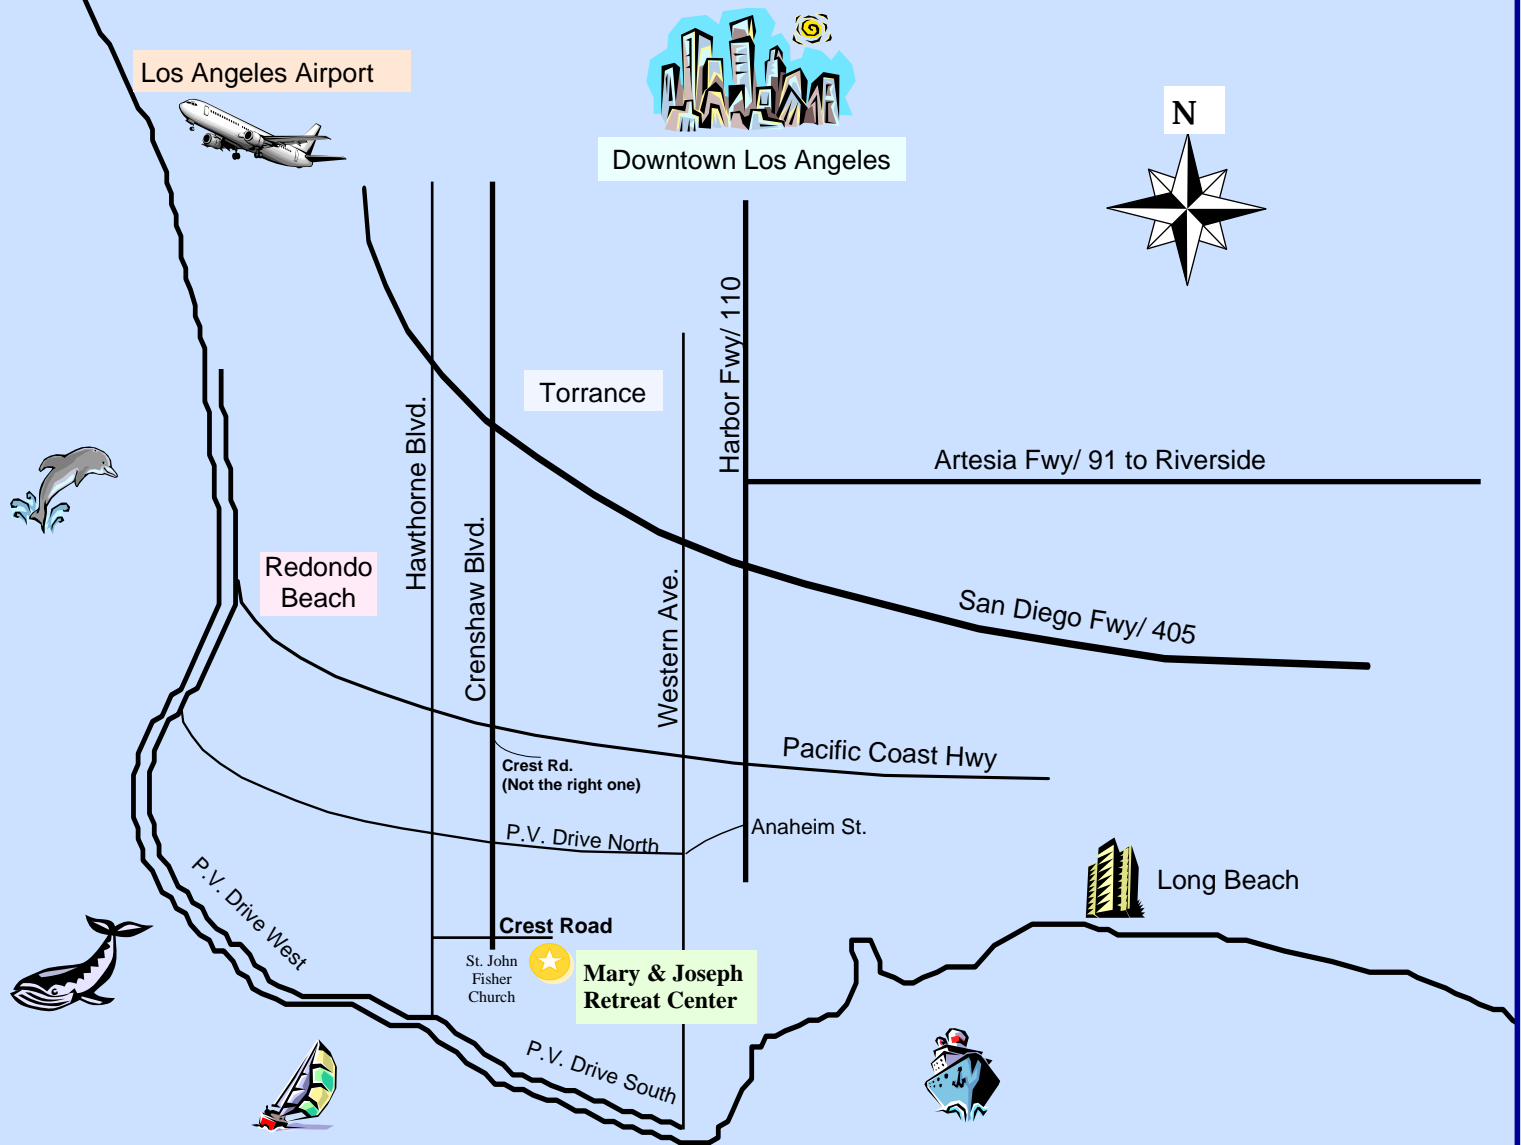 Los Angeles Airport
Downtown Los Angeles
N
Harbor Fwy/ 110
Torrance
Hawthorne Blvd.
Artesia Fwy/ 91 to Riverside
Crenshaw Blvd.
Redondo
Beach
Western Ave.
San Diego Fwy/ 405
Pacific Coast Hwy
Crest Rd.
(Not the right one)
P.V. Drive North
Anaheim St.
P.V. Drive West
Long Beach
Crest Road
St. John
Fisher
Church
Mary & Joseph
Retreat Center
P.V. Drive South